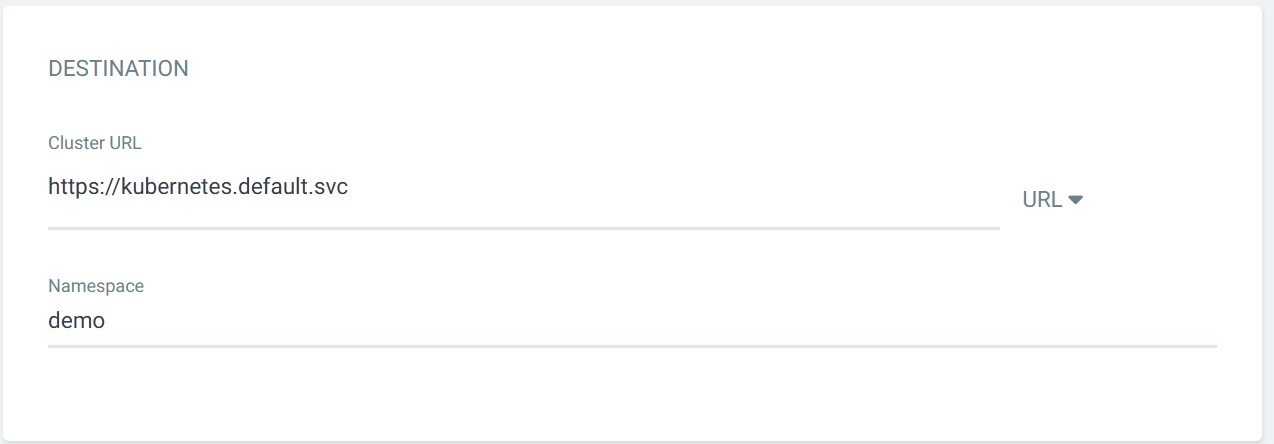 DESTINATION
Cluster URL
https://kubernetes.default.svc
URL
Namespace
demo